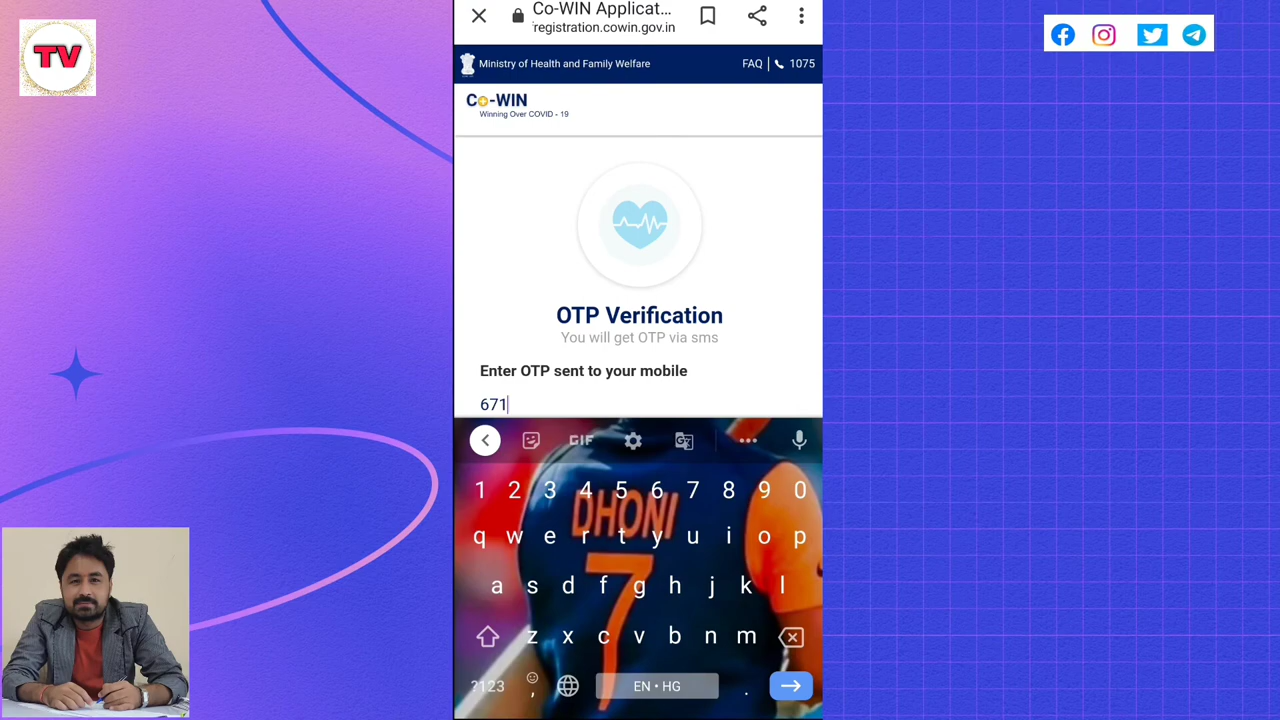 TV
Co-WIN Applicat...
registration.cowin.gov.in
Ministry of Health and Family Welfare
FAQ | 1075
Co-WIN
Winning Over COVID - 19
OTP Verification
You will get OTP via sms
Enter OTP sent to your mobile
671
GIF
DHONI
7
1 2 3 4 5 6 7 8 9 0
q w e r t y u i o p
a s d f g h j k l
z x c v b n m
?123 , EN • HG .